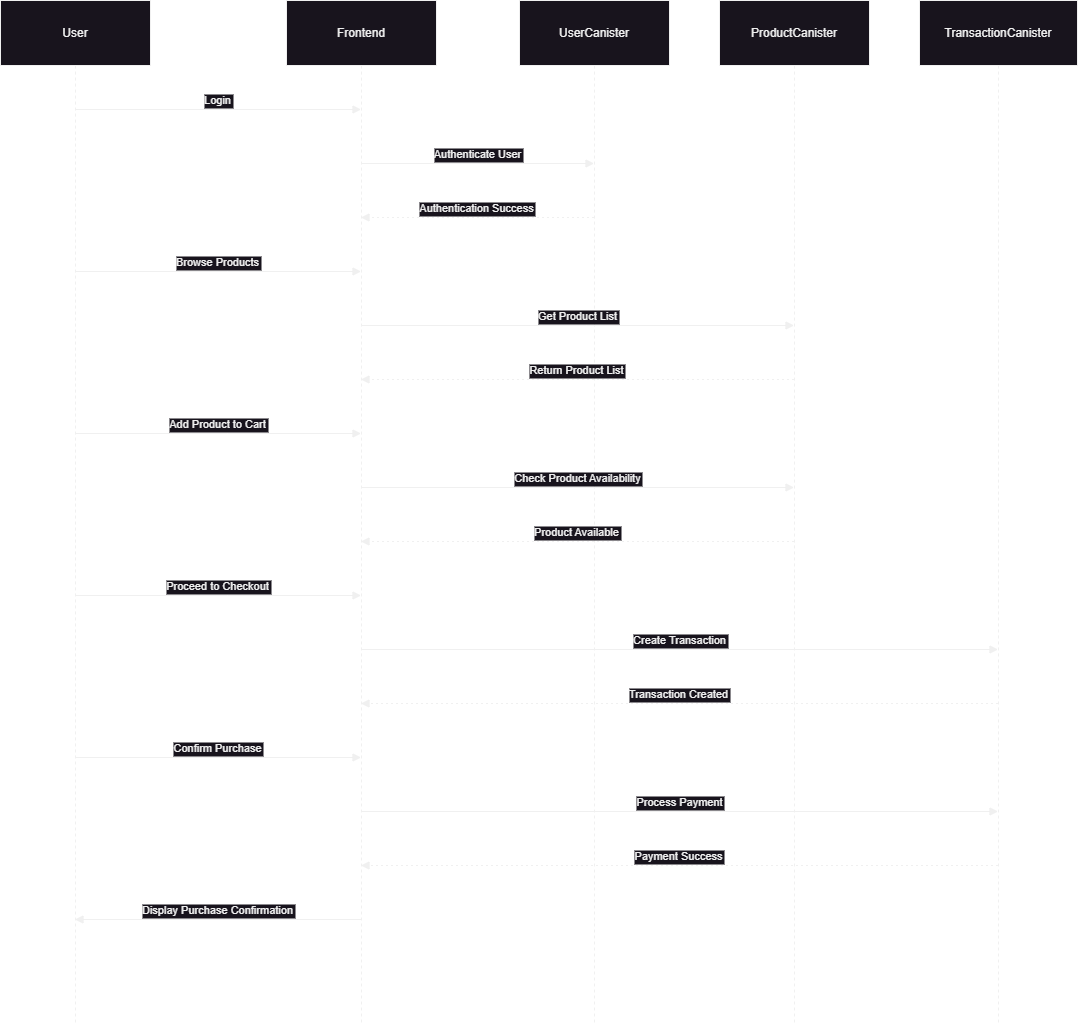 User
Frontend
UserCanister
ProductCanister
TransactionCanister
Login
Authenticate User
Authentication Success
Browse Products
Get Product List
Return Product List
Add Product to Cart
Check Product Availability
Product Available
Proceed to Checkout
Create Transaction
Transaction Created
Confirm Purchase
Process Payment
Payment Success
Display Purchase Confirmation